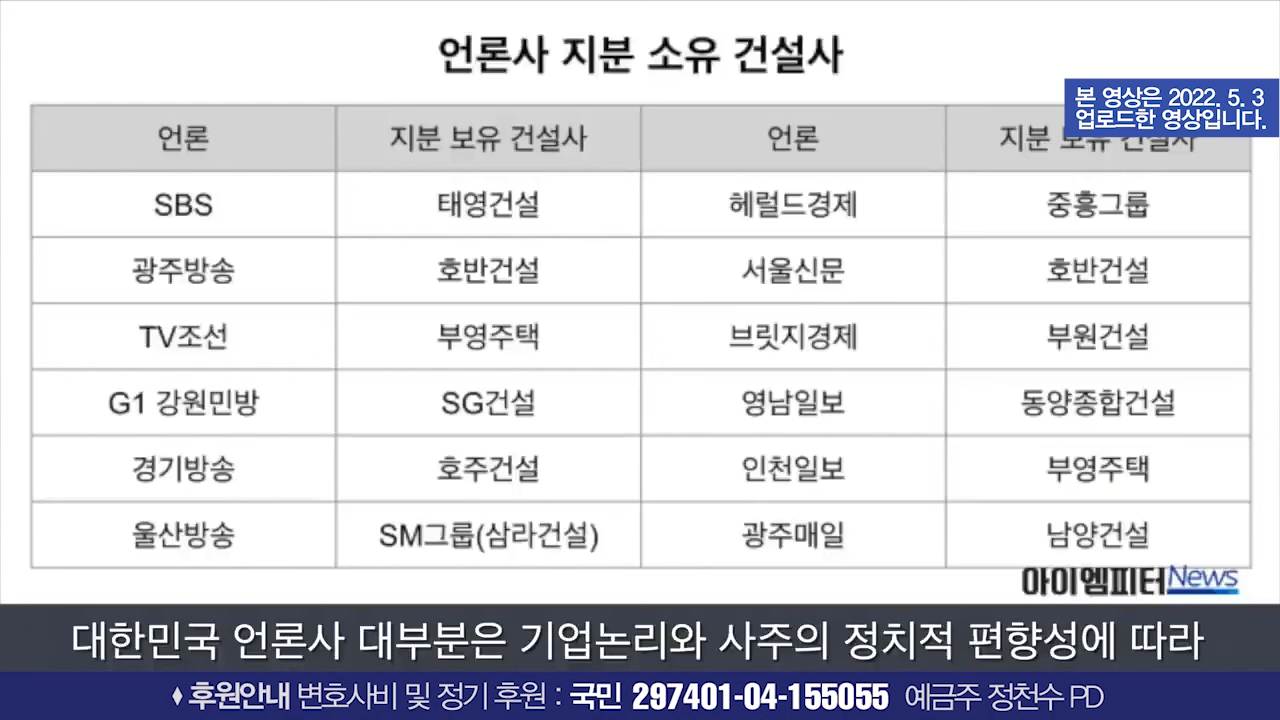 언론사 지분 소유 건설사
본 영상은 2022. 5. 3
업로드한 영상입니다.
언론 지분 보유 건설사 언론 지분 보유 건설사
SBS 태영건설 헤럴드경제 중흥그룹
광주방송 호반건설 서울신문 호반건설
TV조선 부영주택 브릿지경제 부원건설
G1 강원민방 SG건설 영남일보 동양종합건설
경기방송 호주건설 인천일보 부영주택
울산방송 SM그룹(삼라건설) 광주매일 남양건설
아이엠피터News
대한민국 언론사 대부분은 기업논리와 사주의 정치적 편향성에 따라
♦후원안내 변호사비 및 정기 후원 : 국민 297401-04-155055 예금주 정천수 PD